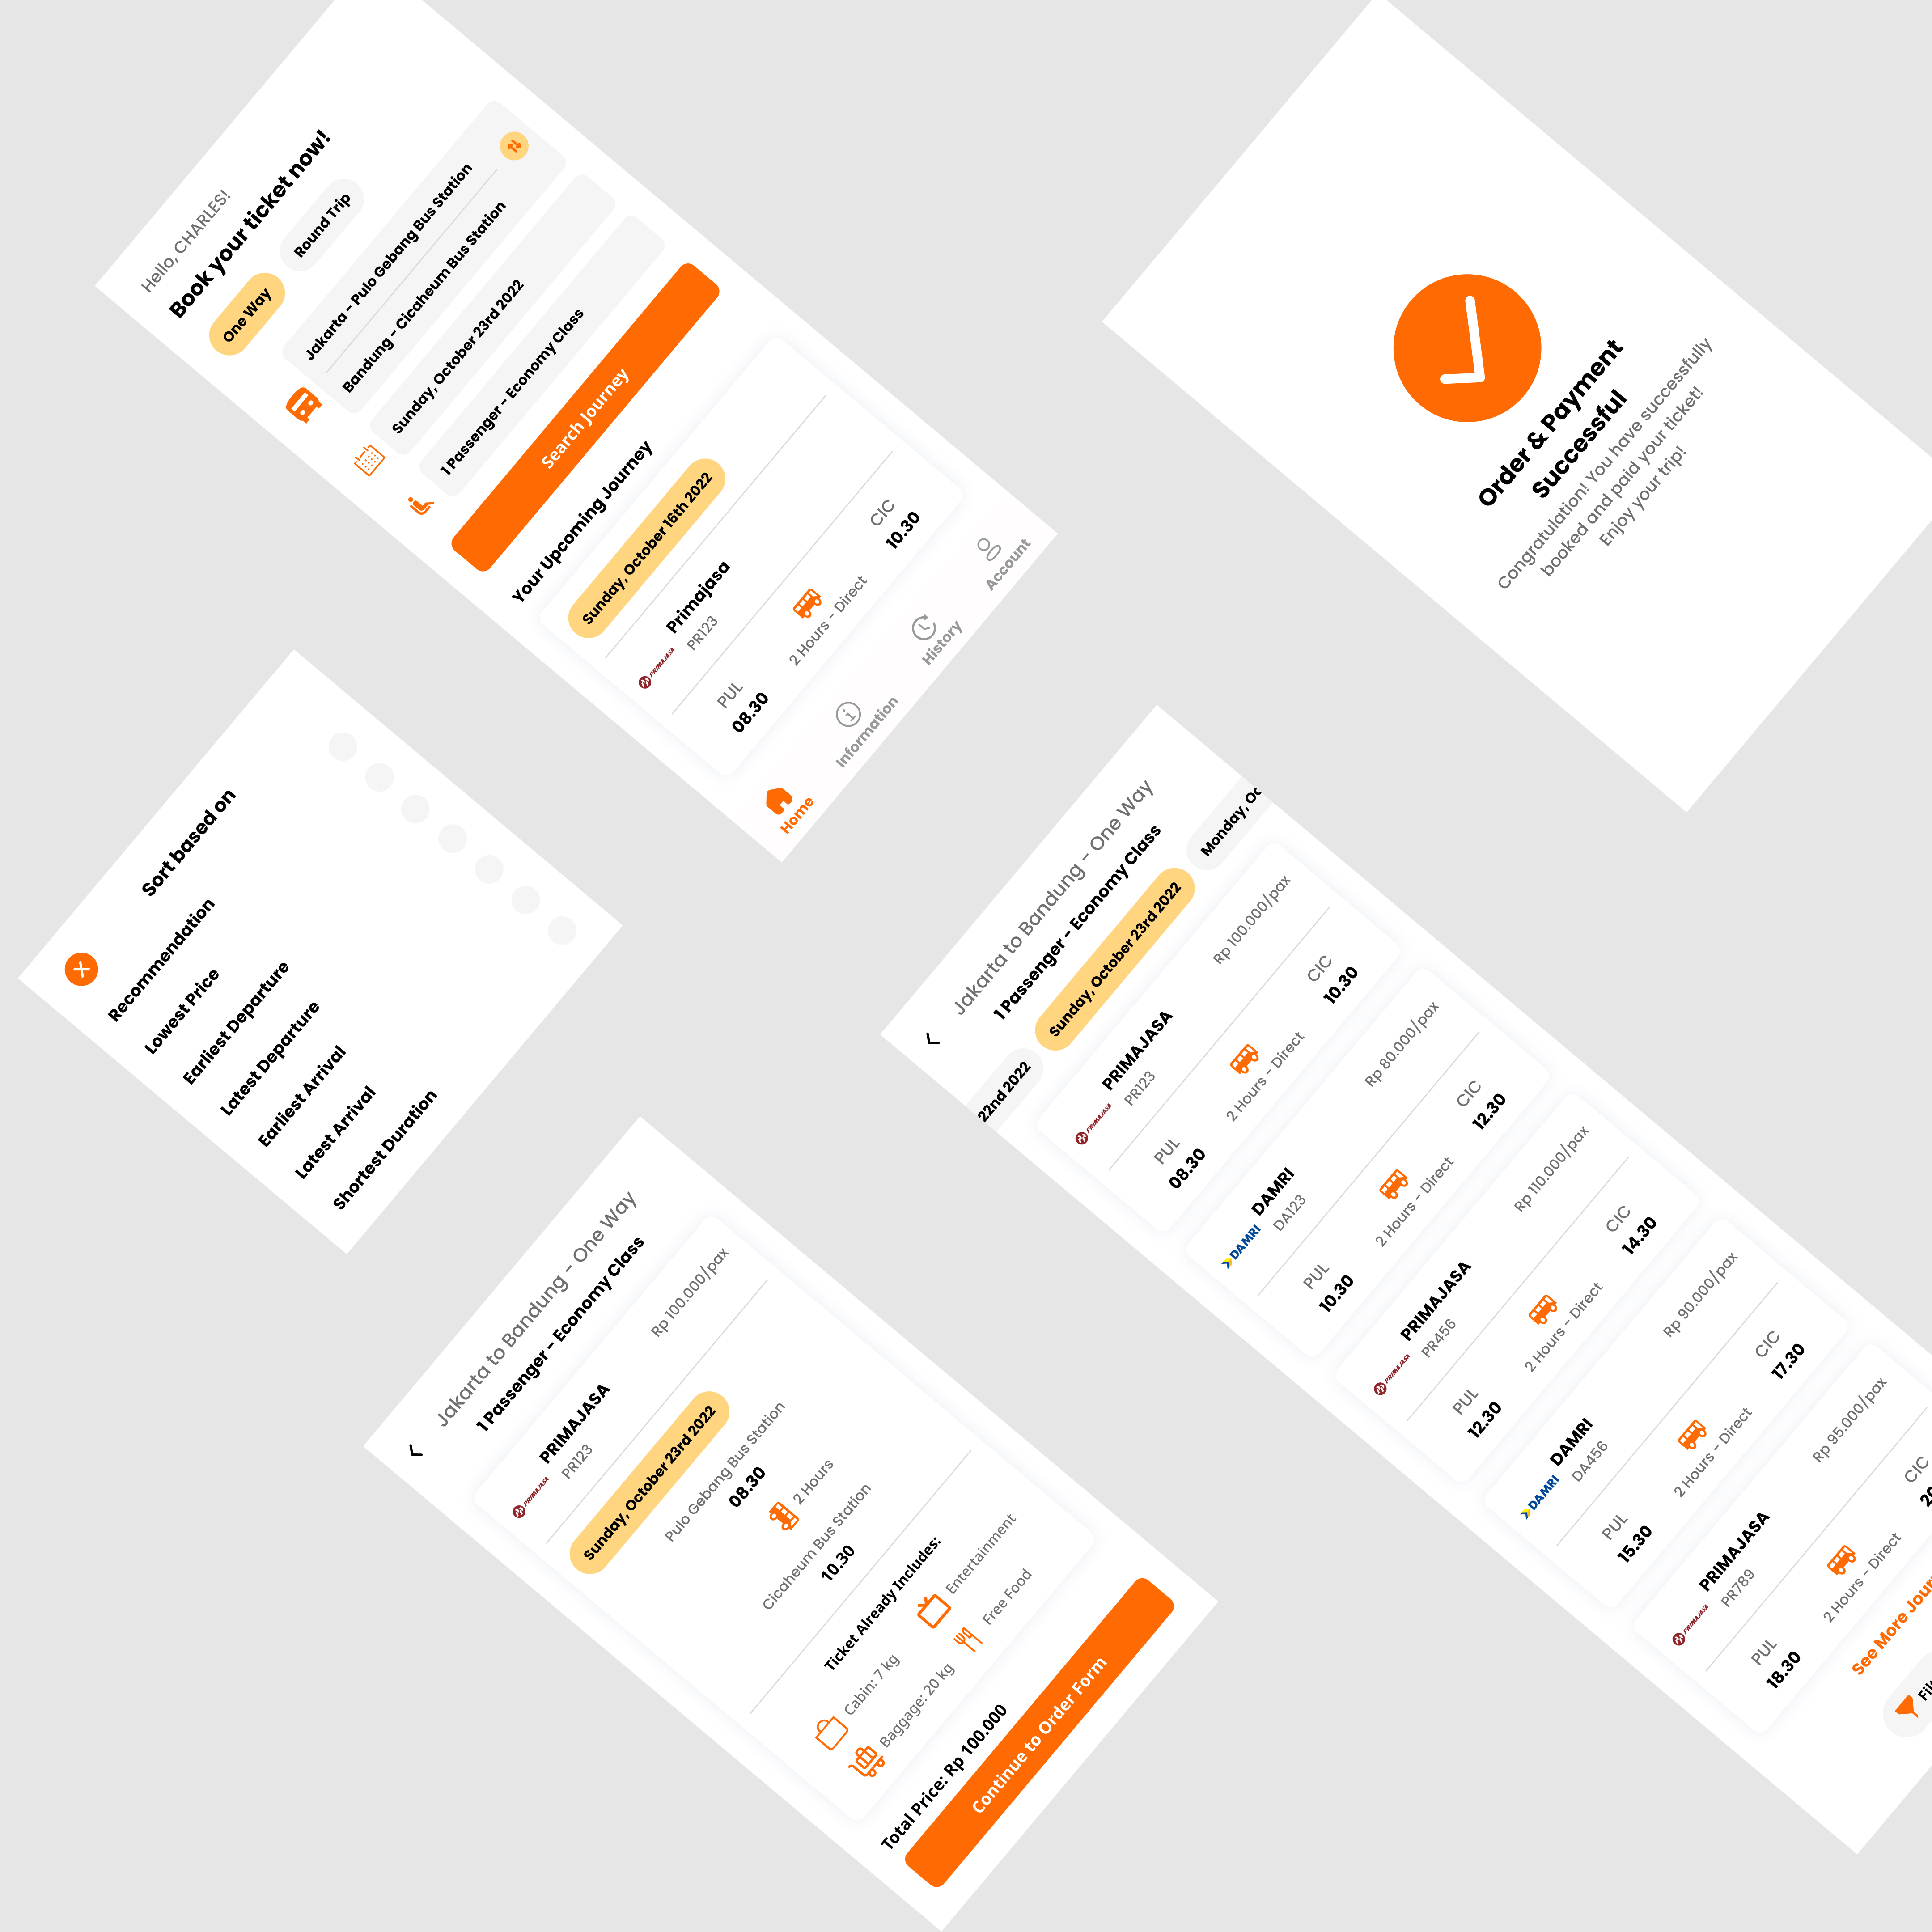 Hello, CHARLES!
Book your ticket now!
One Way
Round Trip
Jakarta - Pulo Gebang Bus Station
Bandung - Cicaheum Bus Station
Sunday, October 23rd 2022
1 Passenger - Economy Class
Search Journey
Your Upcoming Journey
Sunday, October 16th 2022
PRIMAJASA
Primajasa
PR123
PUL
08.30
2 Hours - Direct
CIC
10.30
Home
Information
History
Account
Order & Payment
Successful
Congratulation! You have successfully
booked and paid your ticket!
Enjoy your trip!
Sort based on
Recommendation
Lowest Price
Earliest Departure
Latest Departure
Earliest Arrival
Latest Arrival
Shortest Duration
Jakarta to Bandung - One Way
1 Passenger - Economy Class
22nd 2022
Sunday, October 23rd 2022
Monday, Oc
PRIMAJASA
PRIMAJASA
PR123
Rp 100.000/pax
PUL
08.30
2 Hours - Direct
CIC
10.30
DAMRI
DAMRI
DA123
Rp 80.000/pax
PUL
10.30
2 Hours - Direct
CIC
12.30
PRIMAJASA
PRIMAJASA
PR456
Rp 110.000/pax
PUL
12.30
2 Hours - Direct
CIC
14.30
DAMRI
DAMRI
DA456
Rp 90.000/pax
PUL
15.30
2 Hours - Direct
CIC
17.30
PRIMAJASA
PRIMAJASA
PR789
Rp 95.000/pax
PUL
18.30
2 Hours - Direct
CIC
See More Jour
Jakarta to Bandung - One Way
1 Passenger - Economy Class
PRIMAJASA
PRIMAJASA
PR123
Rp 100.000/pax
Sunday, October 23rd 2022
Pulo Gebang Bus Station
08.30
2 Hours
Cicaheum Bus Station
10.30
Ticket Already Includes:
Cabin: 7 kg
Entertainment
Baggage: 20 kg
Free Food
Total Price: Rp 100.000
Continue to Order Form